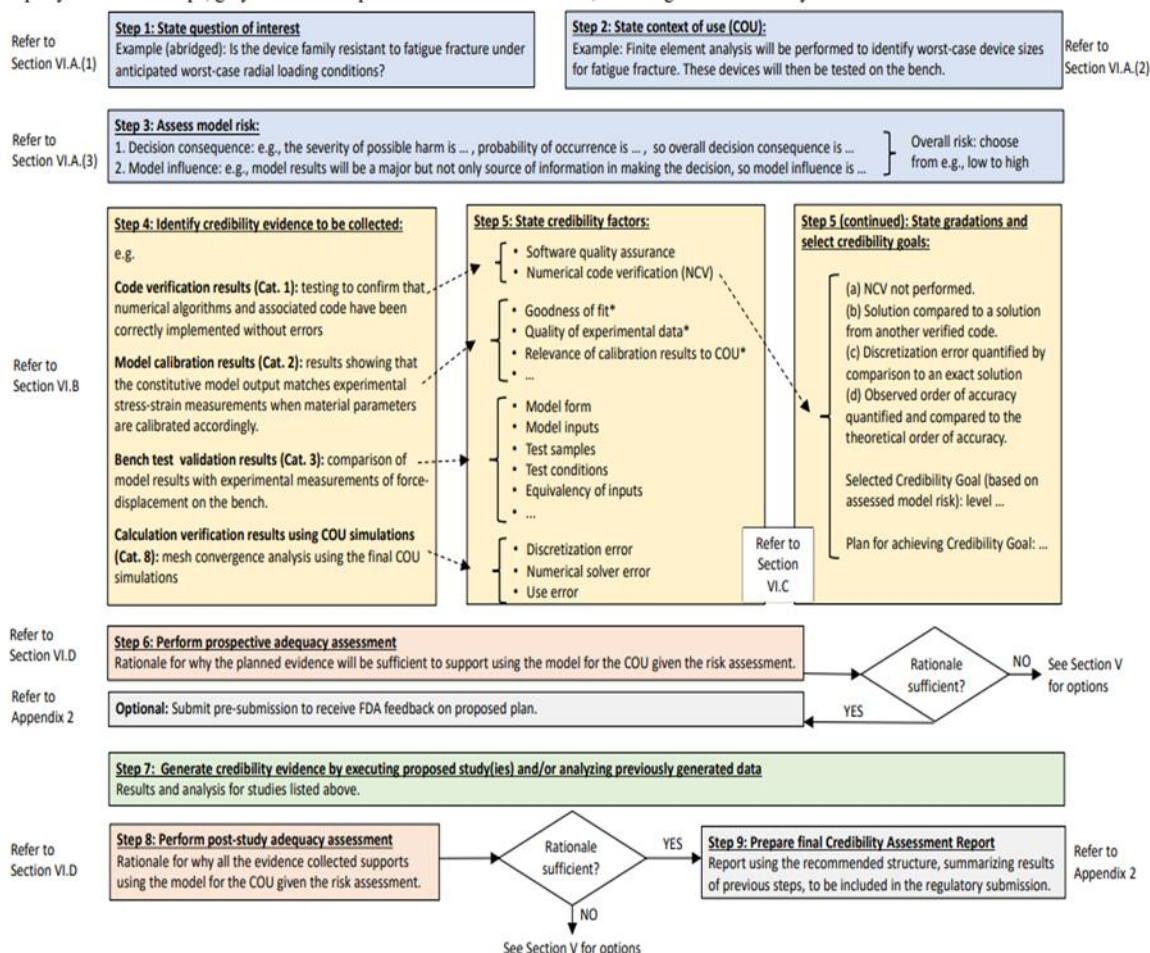 Step 1: State question of interest
Example (abridged): Is the device family resistant to fatigue fracture under
anticipated worst-case radial loading conditions?
Refer to
Section VI.A.(1)
Step 2: State context of use (COU):
Example: Finite element analysis will be performed to identify worst-case device sizes
for fatigue fracture. These devices will then be tested on the bench.
Refer to
Section VI.A.(2)
Refer to
Section VI.A.(3)
Step 3: Assess model risk:
1. Decision consequence: e.g., the severity of possible harm is ... , probability of occurrence is ... , so overall decision consequence is ...
2. Model influence: e.g., model results will be a major but not only source of information in making the decision, so model influence is ...
Overall risk: choose
from e.g., low to high
Refer to
Section VI.B
Step 4: Identify credibility evidence to be collected:
e.g.
Code verification results (Cat. 1): testing to confirm that
numerical algorithms and associated code have been
correctly implemented without errors
Model calibration results (Cat. 2): results showing that
the constitutive model output matches experimental
stress-strain measurements when material parameters
are calibrated accordingly.
Bench test validation results (Cat. 3): comparison of
model results with experimental measurements of force-
displacement on the bench.
Calculation verification results using COU simulations
(Cat. 8): mesh convergence analysis using the final COU
simulations
Step 5: State credibility factors:
• Software quality assurance
• Numerical code verification (NCV)
• Goodness of fit*
• Quality of experimental data*
• Relevance of calibration results to COU*
• ...
• Model form
• Model inputs
• Test samples
• Test conditions
• Equivalency of inputs
• ...
• Discretization error
• Numerical solver error
• Use error
Refer to
Section
VI.C
Step 5 (continued): State gradations and
select credibility goals:
(a) NCV not performed.
(b) Solution compared to a solution
from another verified code.
(c) Discretization error quantified by
comparison to an exact solution
(d) Observed order of accuracy
quantified and compared to the
theoretical order of accuracy.
Selected Credibility Goal (based on
assessed model risk): level ...
Plan for achieving Credibility Goal: ...
Refer to
Section VI.D
Step 6: Perform prospective adequacy assessment
Rationale for why the planned evidence will be sufficient to support using the model for the COU given the risk assessment.
Rationale
sufficient?
NO
See Section V
for options
YES
Refer to
Appendix 2
Optional: Submit pre-submission to receive FDA feedback on proposed plan.
Step 7: Generate credibility evidence by executing proposed study(ies) and/or analyzing previously generated data
Results and analysis for studies listed above.
Refer to
Section VI.D
Step 8: Perform post-study adequacy assessment
Rationale for why all the evidence collected supports
using the model for the COU given the risk assessment.
Rationale
sufficient?
YES
NO
See Section V for options
Step 9: Prepare final Credibility Assessment Report
Report using the recommended structure, summarizing results
of previous steps, to be included in the regulatory submission.
Refer to
Appendix 2